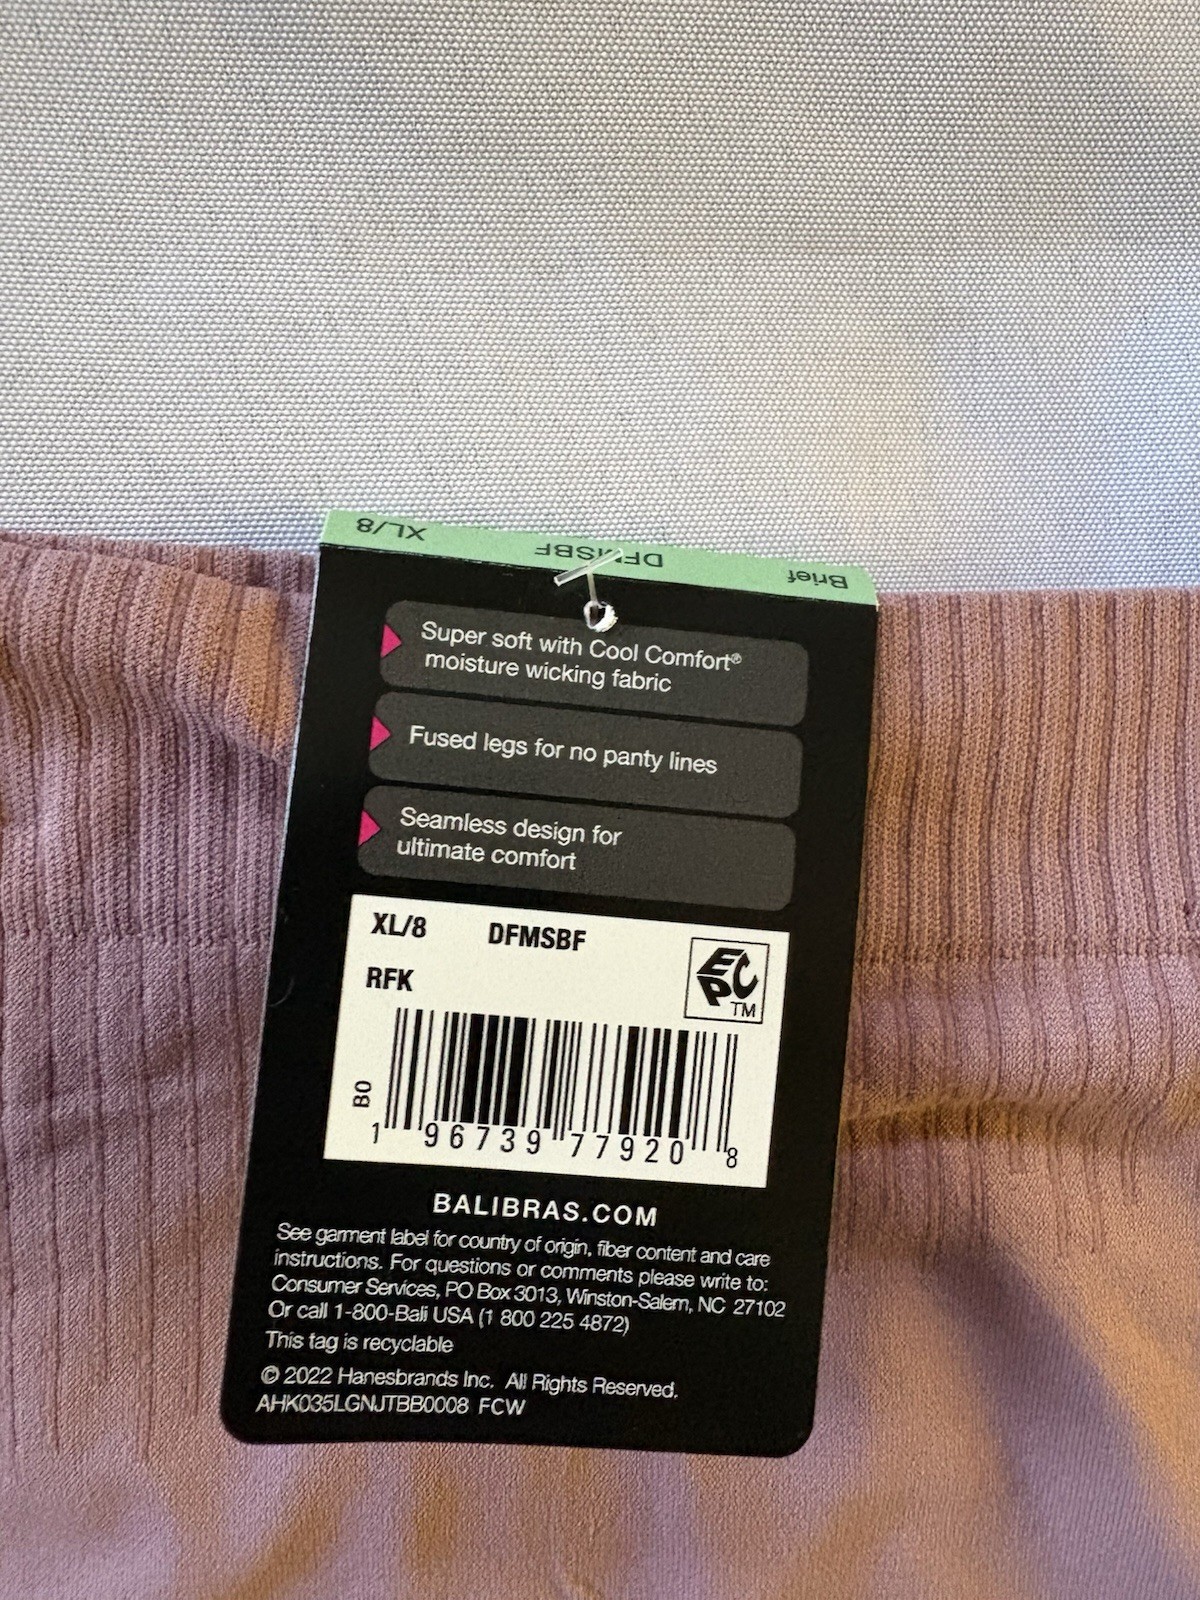 XL/8 DFMSBF Brief
Super soft with Cool Comfort®
moisture wicking fabric
Fused legs for no panty lines
Seamless design for
ultimate comfort
XL/8 DFMSBF
RFK
EPC
TM
B0
1 96739 77920 8
BALIBRAS.COM
See garment label for country of origin, fiber content and care
instructions. For questions or comments please write to:
Consumer Services, PO Box 3013, Winston-Salem, NC 27102
Or call 1-800-Bali USA (1 800 225 4872)
This tag is recyclable
© 2022 Hanesbrands Inc. All Rights Reserved.
AHK035LGNJTBB0008 FCW